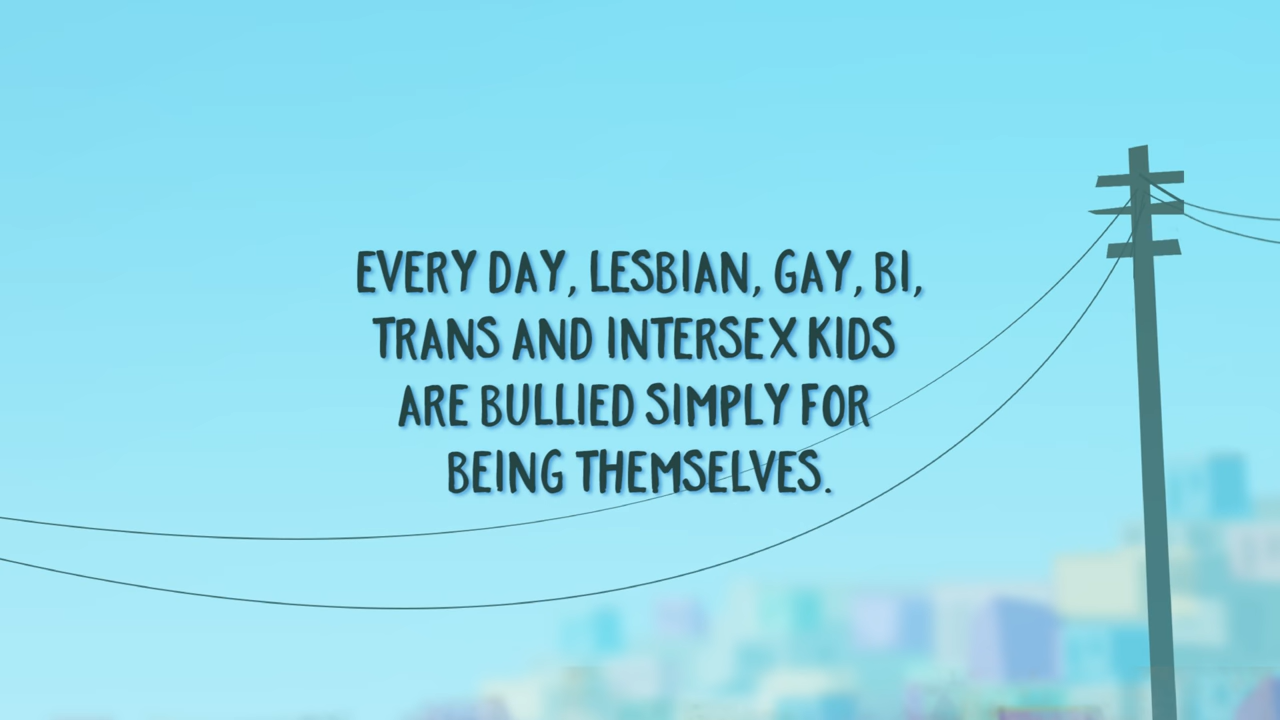 EVERY DAY, LESBIAN, GAY, BI,
TRANS AND INTERSEX KIDS
ARE BULLIED SIMPLY FOR
BEING THEMSELVES.